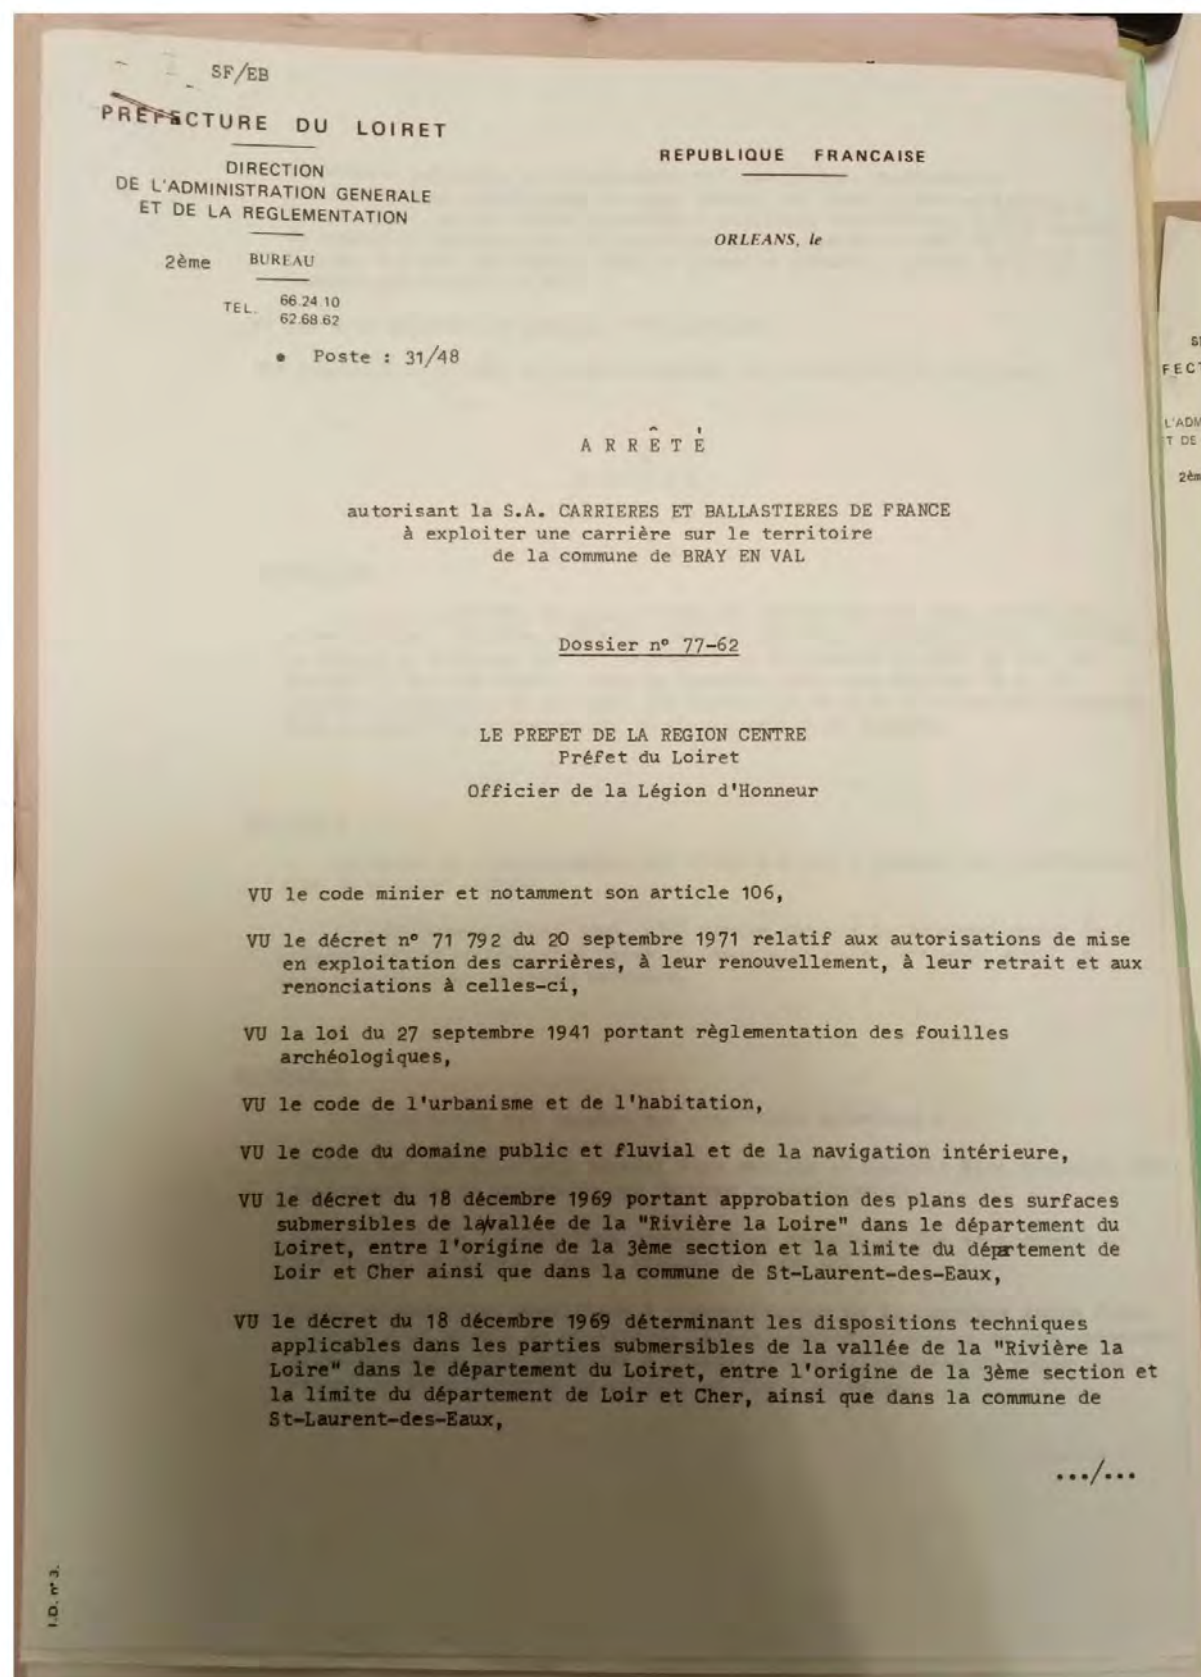 SF/EB
PREFECTURE DU LOIRET
DIRECTION
DE L'ADMINISTRATION GENERALE
ET DE LA REGLEMENTATION
2ème BUREAU
TEL. 66.24.10
62.68.62
• Poste : 31/48
REPUBLIQUE FRANCAISE
ORLEANS, le
ARRÊTÉ
autorisant la S.A. CARRIERES ET BALLASTIERES DE FRANCE
à exploiter une carrière sur le territoire
de la commune de BRAY EN VAL
Dossier n° 77-62
LE PREFET DE LA REGION CENTRE
Préfet du Loiret
Officier de la Légion d'Honneur
VU le code minier et notamment son article 106,
VU le décret n° 71 792 du 20 septembre 1971 relatif aux autorisations de mise
en exploitation des carrières, à leur renouvellement, à leur retrait et aux
renonciations à celles-ci,
VU la loi du 27 septembre 1941 portant règlementation des fouilles
archéologiques,
VU le code de l'urbanisme et de l'habitation,
VU le code du domaine public et fluvial et de la navigation intérieure,
VU le décret du 18 décembre 1969 portant approbation des plans des surfaces
submersibles de la/vallée de la "Rivière la Loire" dans le département du
Loiret, entre l'origine de la 3ème section et la limite du département de
Loir et Cher ainsi que dans la commune de St-Laurent-des-Eaux,
VU le décret du 18 décembre 1969 déterminant les dispositions techniques
applicables dans les parties submersibles de la vallée de la "Rivière la
Loire" dans le département du Loiret, entre l'origine de la 3ème section et
la limite du département de Loir et Cher, ainsi que dans la commune de
St-Laurent-des-Eaux,
.../...
I.D. n° 3.
FECT
L'ADM
T DE
2èm